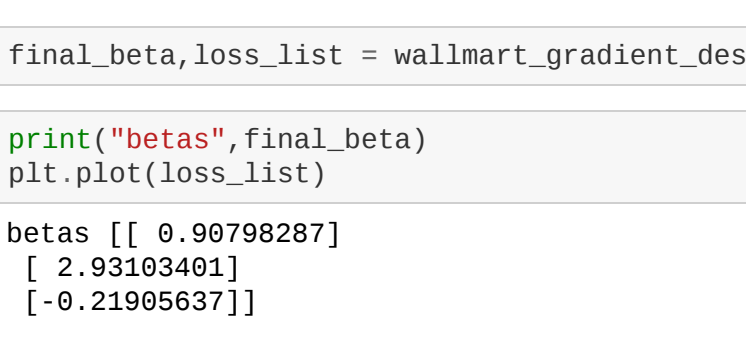 final_beta,loss_list = wallmart_gradient_des
print("betas",final_beta)
plt.plot(loss_list)
betas [[ 0.90798287]
 [ 2.93103401]
 [-0.21905637]]